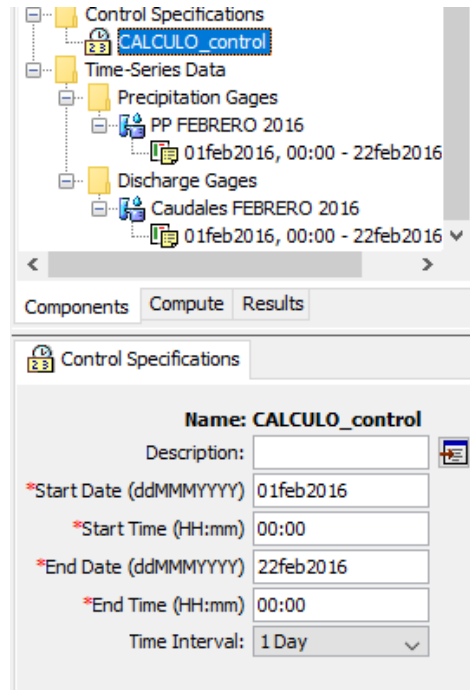 Control Specifications
CALCULO_control
Time-Series Data
Precipitation Gages
PP FEBRERO 2016
01feb2016, 00:00 - 22feb2016
Discharge Gages
Caudales FEBRERO 2016
01feb2016, 00:00 - 22feb2016
Components Compute Results
Control Specifications
Name: CALCULO_control
Description:
*Start Date (ddMMMYYYY) 01feb2016
*Start Time (HH:mm) 00:00
*End Date (ddMMMYYYY) 22feb2016
*End Time (HH:mm) 00:00
Time Interval: 1 Day